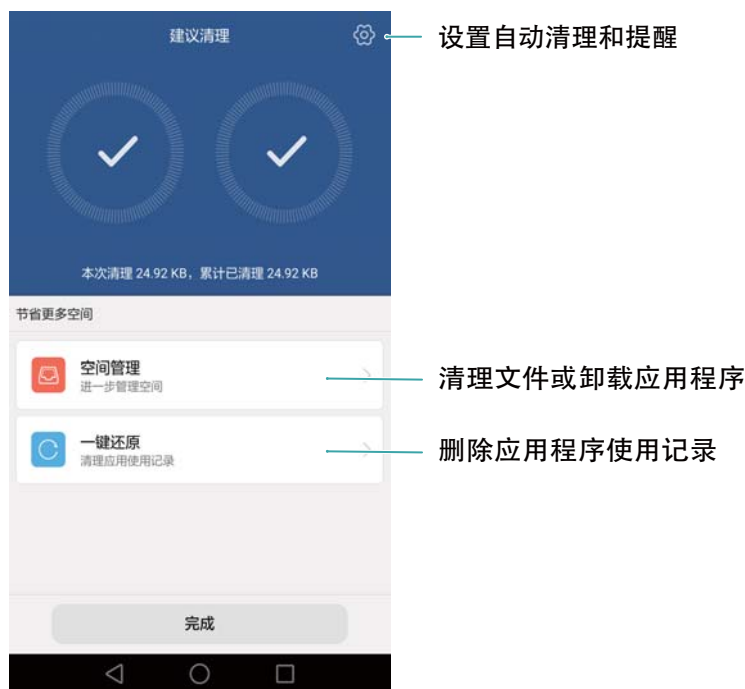 建议清理
设置自动清理和提醒
本次清理 24.92 KB，累计已清理 24.92 KB
节省更多空间
空间管理
进一步管理空间
清理文件或卸载应用程序
一键还原
清理应用使用记录
删除应用程序使用记录
完成